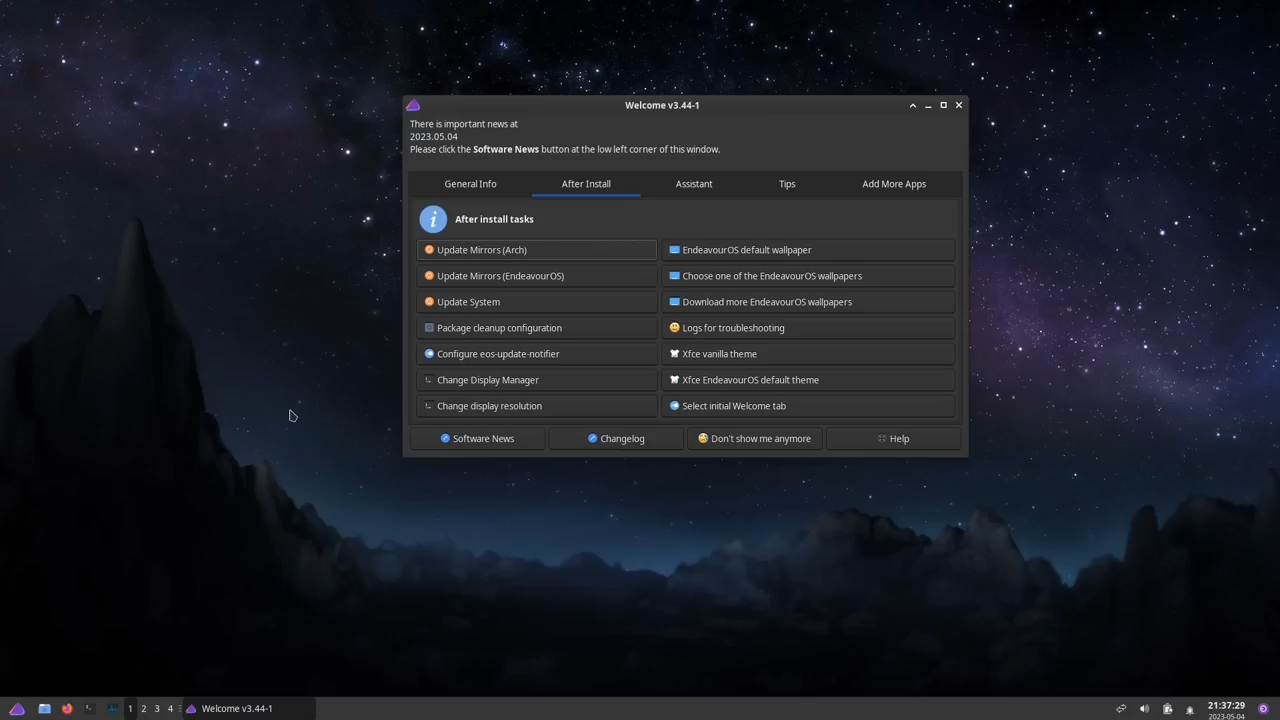 Welcome v3.44-1
There is important news at
2023.05.04
Please click the Software News button at the low left corner of this window.
General Info
After Install
Assistant
Tips
Add More Apps
After install tasks
Update Mirrors (Arch)
EndeavourOS default wallpaper
Update Mirrors (EndeavourOS)
Choose one of the EndeavourOS wallpapers
Update System
Download more EndeavourOS wallpapers
Package cleanup configuration
Logs for troubleshooting
Configure eos-update-notifier
Xfce vanilla theme
Change Display Manager
Xfce EndeavourOS default theme
Change display resolution
Select initial Welcome tab
Software News
Changelog
Don't show me anymore
Help
1 2 3 4
Welcome v3.44-1
21:37:29
2023-05-04